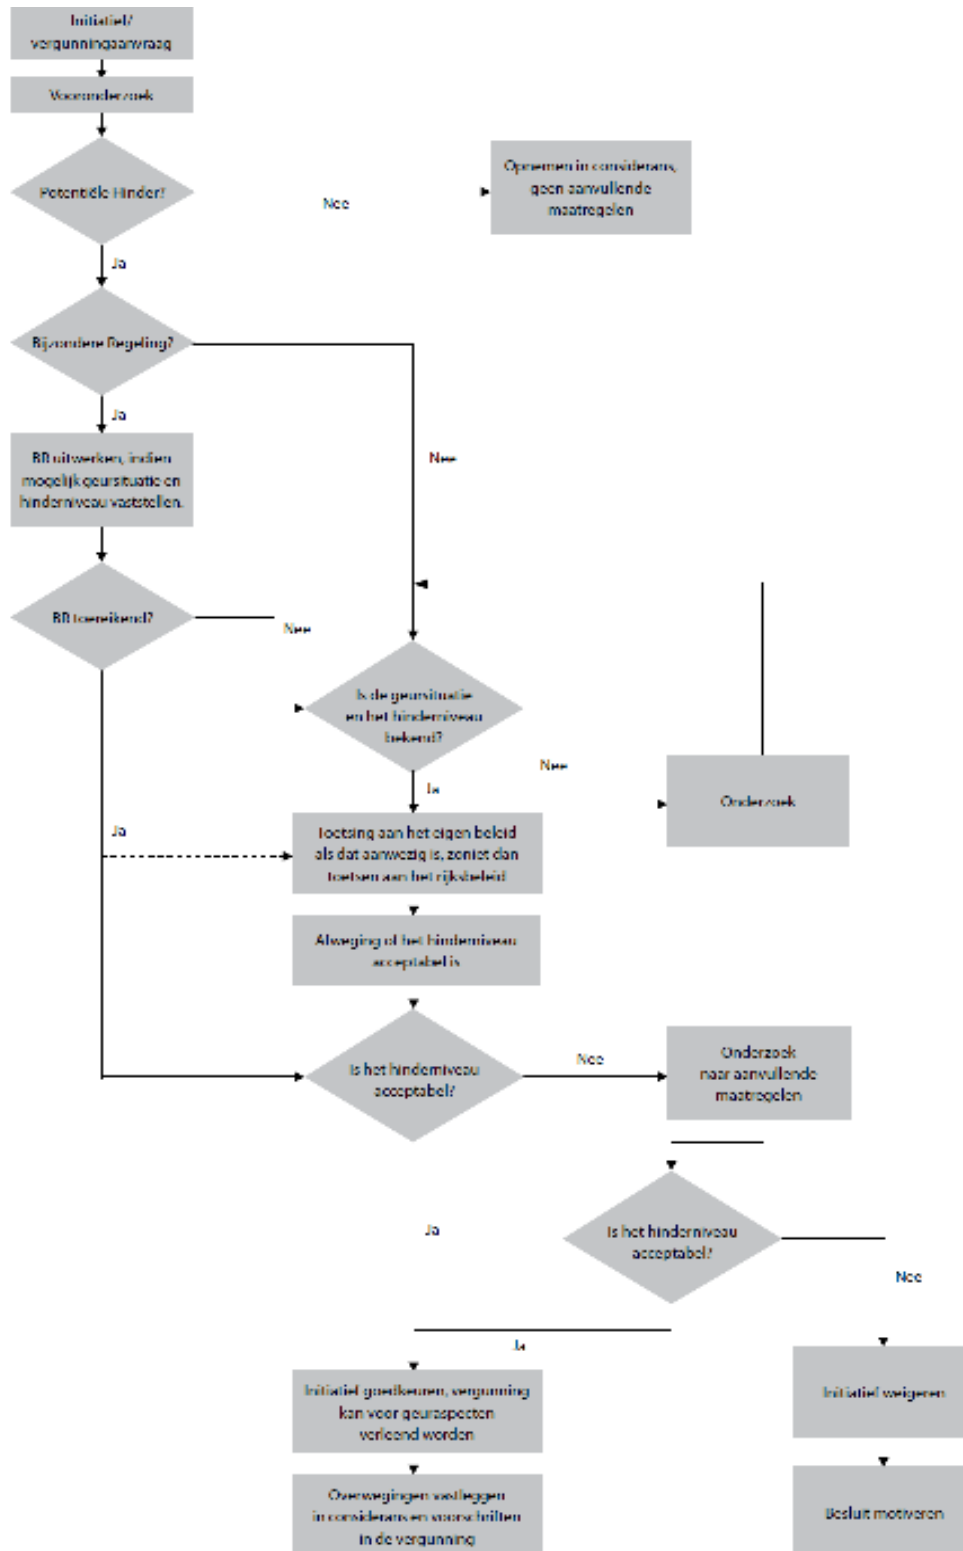 Initiatief/
vergunningaanvraag
Vooronderzoek
Potentiële Hinder?
Nee
Opnemen in considerans,
geen aanvullende
maatregelen
Ja
Bijzondere Regeling?
Ja
Nee
BR uitwerken, indien
mogelijk geursituatie en
hinderniveau vaststellen.
BR toereikend?
Nee
Is de geursituatie
en het hinderniveau
bekend?
Nee
Ja
Onderzoek
Ja
Toetsing aan het eigen beleid
als dat aanwezig is, zoniet dan
toetsen aan het rijksbeleid
Afweging of het hinderniveau
acceptabel is
Is het hinderniveau
acceptabel?
Nee
Onderzoek
naar aanvullende
maatregelen
Ja
Is het hinderniveau
acceptabel?
Nee
Ja
Initiatief goedkeuren, vergunning
kan voor geuraspecten
verleend worden
Initiatief weigeren
Overwegingen vastleggen
in considerans en voorschriften
in de vergunning
Besluit motiveren